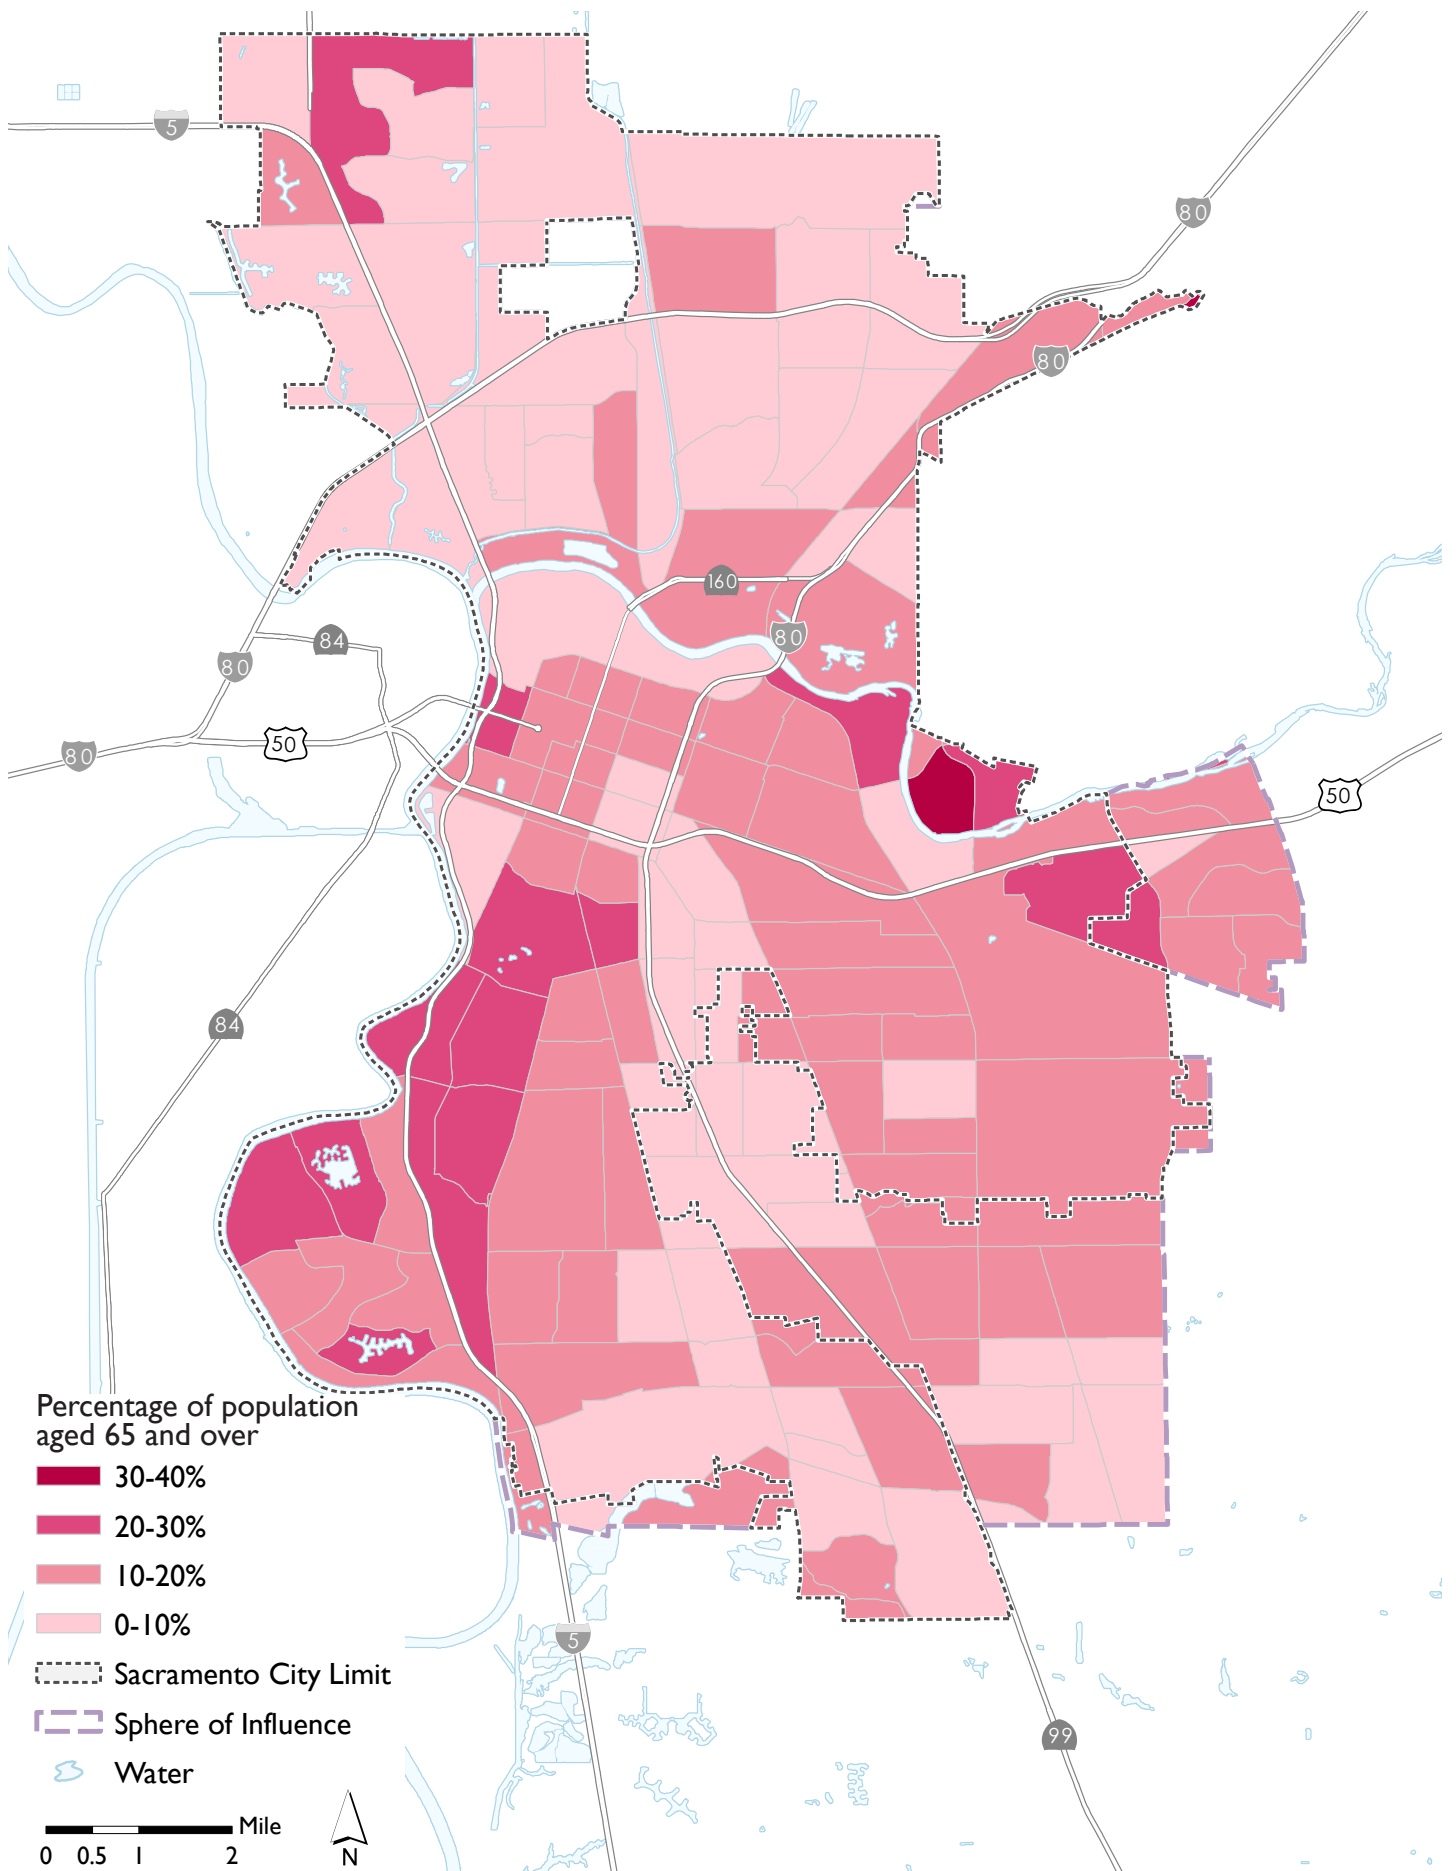 5
80
80
160
80
84
80
50
80
50
84
Percentage of population
aged 65 and over
30-40%
20-30%
10-20%
0-10%
Sacramento City Limit
Sphere of Influence
Water
5
99
Mile
0 0.5 1 2
N